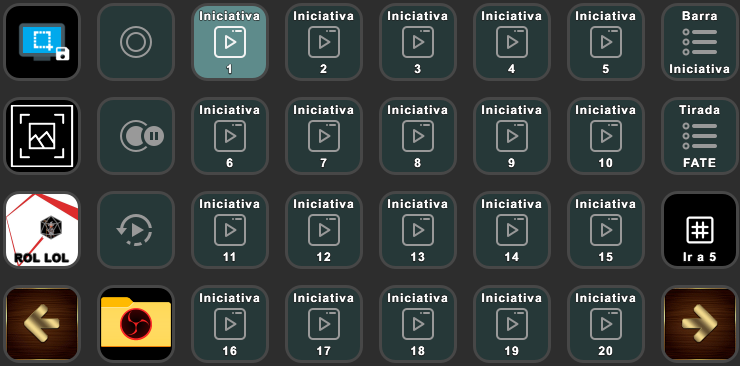 Iniciativa
1
Iniciativa
2
Iniciativa
3
Iniciativa
4
Iniciativa
5
Barra
Iniciativa
Iniciativa
6
Iniciativa
7
Iniciativa
8
Iniciativa
9
Iniciativa
10
Tirada
FATE
ROL LOL
Iniciativa
11
Iniciativa
12
Iniciativa
13
Iniciativa
14
Iniciativa
15
#
Ir a 5
Iniciativa
16
Iniciativa
17
Iniciativa
18
Iniciativa
19
Iniciativa
20